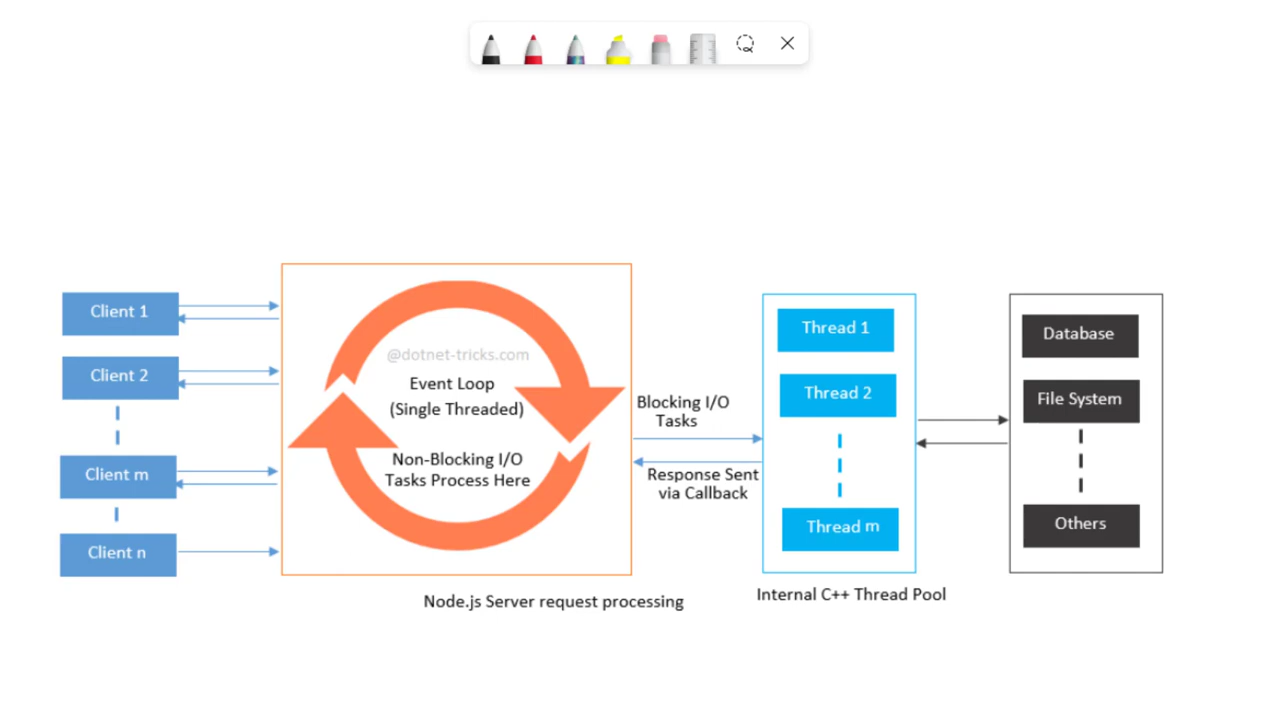 Client 1
Client 2
Client m
Client n
@dotnet-tricks.com
Event Loop
(Single Threaded)
Non-Blocking I/O
Tasks Process Here
Node.js Server request processing
Blocking I/O
Tasks
Response Sent
via Callback
Thread 1
Thread 2
Thread m
Internal C++ Thread Pool
Database
File System
Others